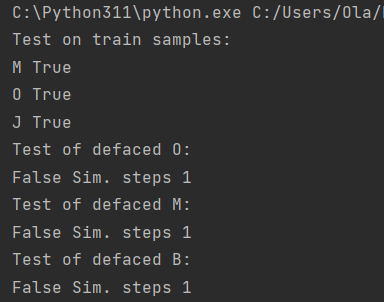 C:\Python311\python.exe C:/Users/Ola/
Test on train samples:
M True
O True
J True
Test of defaced O:
False Sim. steps 1
Test of defaced M:
False Sim. steps 1
Test of defaced B:
False Sim. steps 1